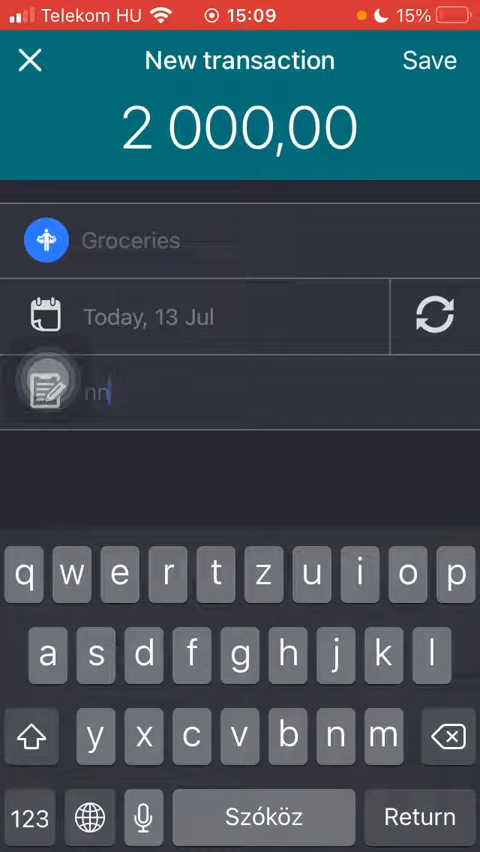 Telekom HU 15:09 15%
New transaction Save
2 000,00
Groceries
Today, 13 Jul
nn
q w e r t z u i o p
a s d f g h j k l
y x c v b n m
123 Szóköz Return